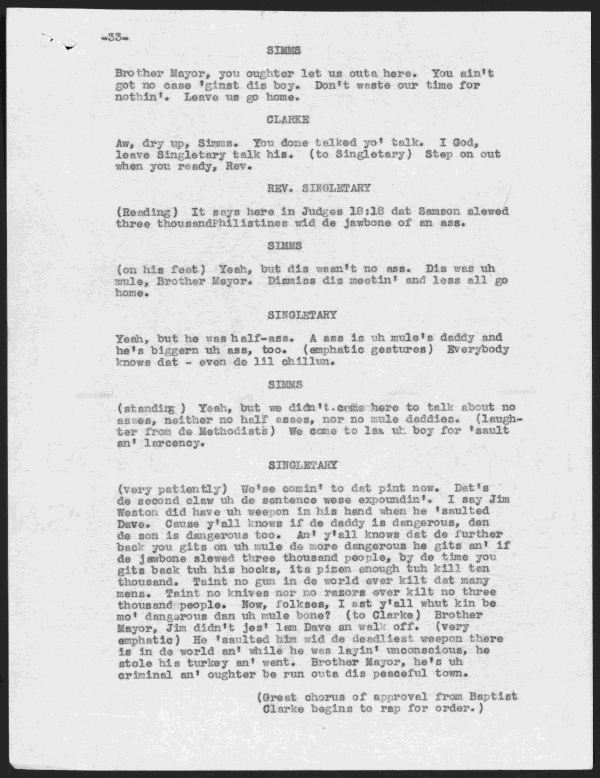 -33-
SIMMS
Brother Mayor, you oughter let us outa here. You ain't
got no case 'ginst dis boy. Don't waste our time for
nothin'. Leave us go home.
CLARKE
Aw, dry up, Simms. You done talked yo' talk. I God,
leave Singletary talk his. (to Singletary) Step on out
when you ready, Rev.
REV. SINGLETARY
(Reading) It says here in Judges 18:18 dat Samson slewed
three thousandPhilistines wid de jawbone of an ass.
SIMMS
(on his feet) Yeah, but dis wasn't no ass. Dis was uh
mule, Brother Mayor. Dismiss dis meetin' and less all go
home.
SINGLETARY
Yeah, but he was half-ass. A ass is uh mule's daddy and
he's biggern uh ass, too. (emphatic gestures) Everybody
knows dat - even de lil chillun.
SIMMS
(standing ) Yeah, but we didn't come here to talk about no
asses, neither no half asses, nor no mule daddies. (laugh-
ter from de Methodists) We come to law uh boy for 'sault
an' larcency.
SINGLETARY
(very patiently) We'se comin' to dat pint now. Dat's
de second claw uh de sentence wese expoundin'. I say Jim
Weston did have uh weepon in his hand when he 'saulted
Dave. Cause y'all knows if de daddy is dangerous, den
de son is dangerous too. An' y'all knows dat de further
back you gits on uh mule de more dangerous he gits an' if
de jawbone slewed three thousand people, by de time you
gits back tuh his hocks, its pizen enough tuh kill ten
thousand. Taint no gun in de world ever kilt dat many
mens. Taint no knives nor no razors ever kilt no three
thousand people. Now, folkses, I ast y'all whut kin be
mo' dangerous dan uh mule bone? (to Clarke) Brother
Mayor, Jim didn't jes' lam Dave an walk off. (very
emphatic) He 'saulted him wid de deadliest weepon there
is in de world an' while he was layin' unconscious, he
stole his turkey an' went. Brother Mayor, he's uh
criminal an' oughter be run outa dis peaceful town.
(Great chorus of approval from Baptist
Clarke begins to rap for order.)